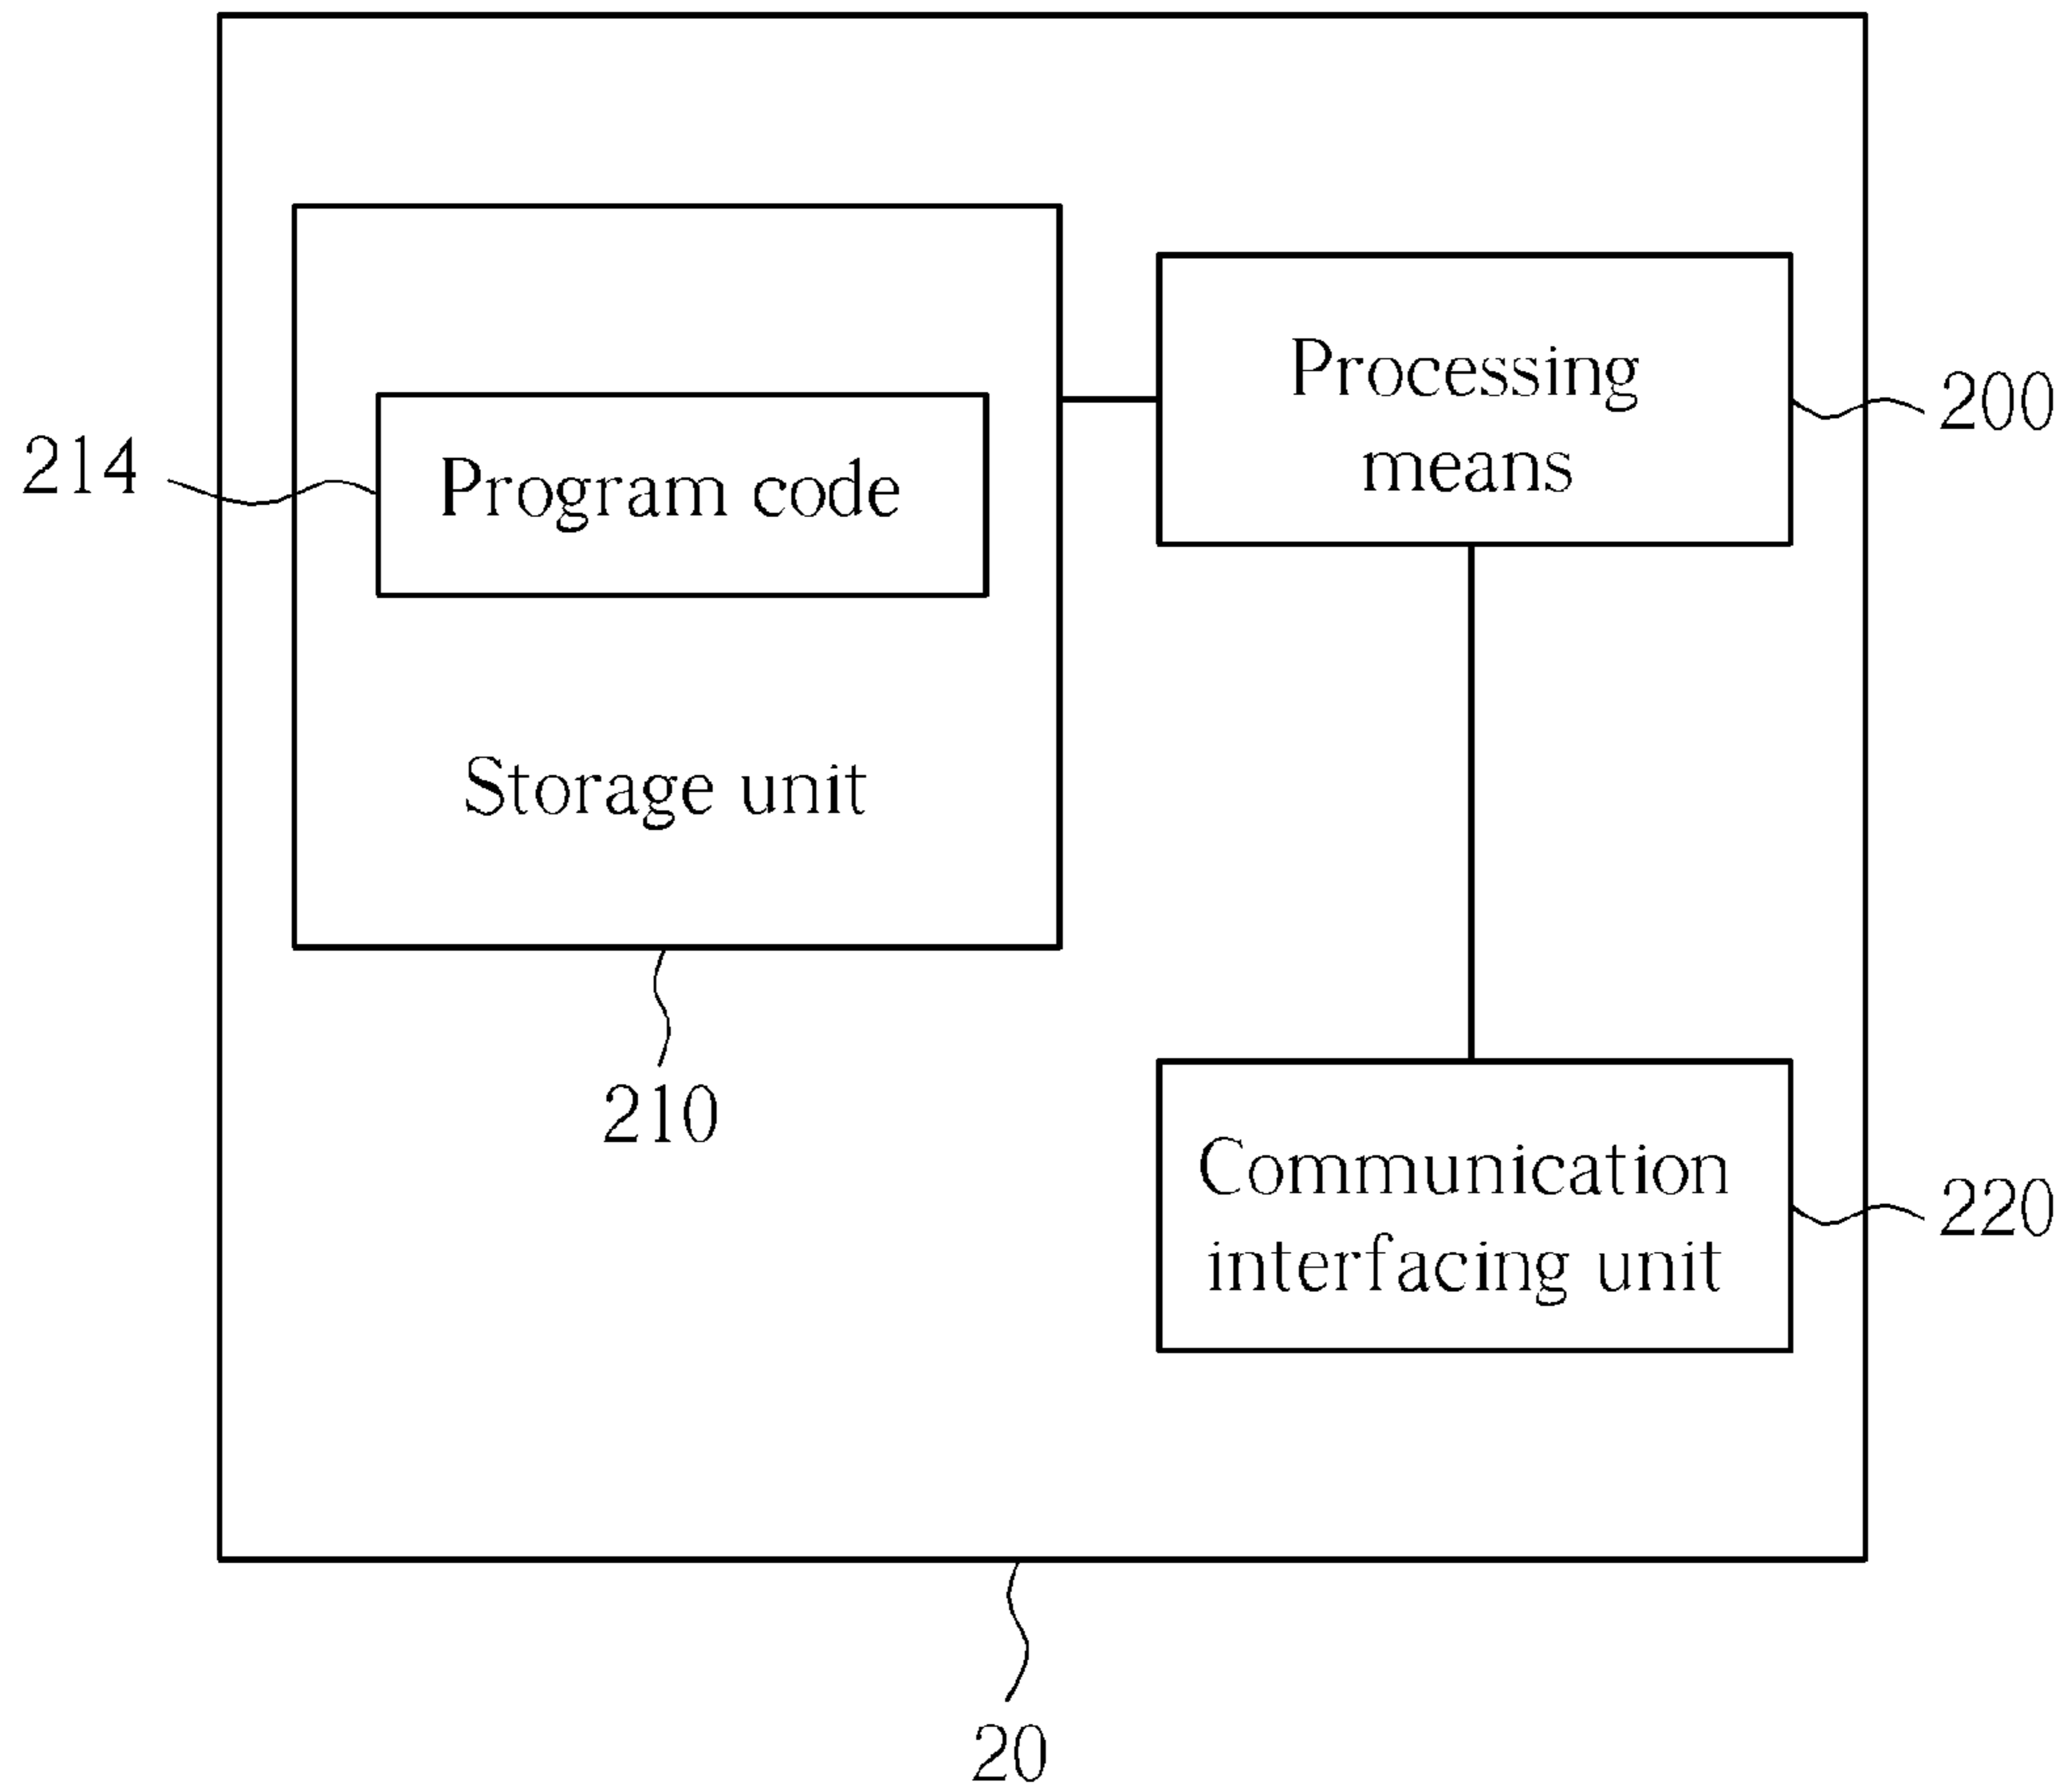 Processing
means
200
214
Program code
Storage unit
210
Communication
interfacing unit
220
20